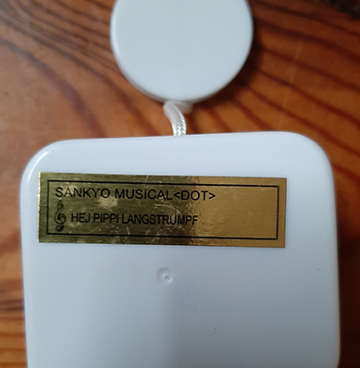 SANKYO MUSICAL<DOT>
HEJ PIPPI LANGSTRUMPF